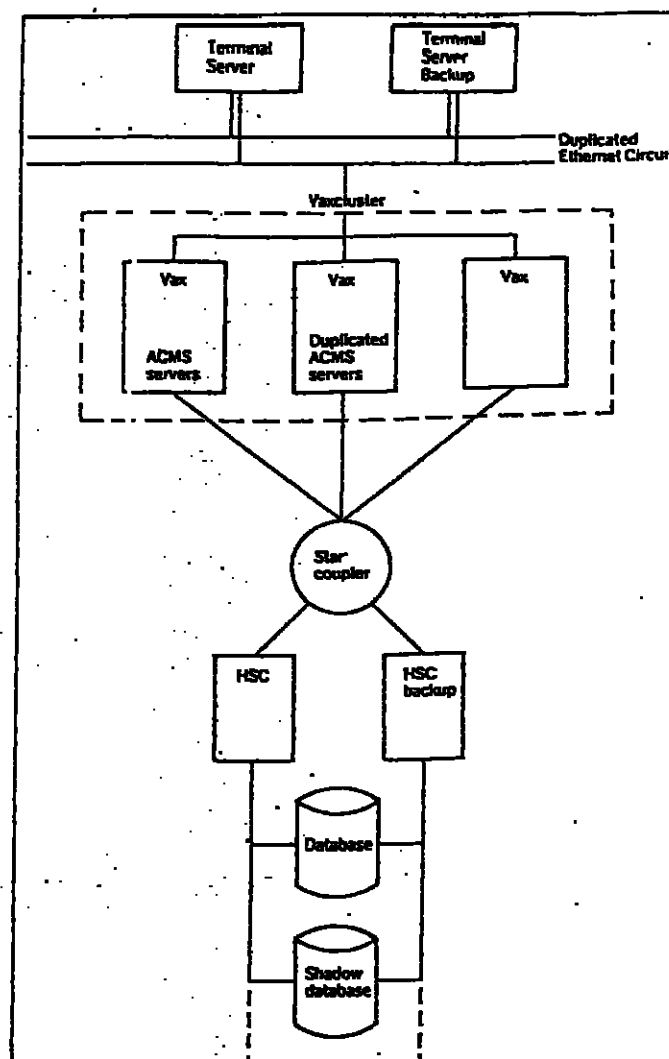 Terminal
Server
Terminal
Server
Backup
Duplicated
Ethernet Circui
Vaxcluster
Vax
ACMS
servers
Vax
Duplicated
ACMS
servers
Vax
Star
coupler
HSC
HSC
backup
Database
Shadow
database